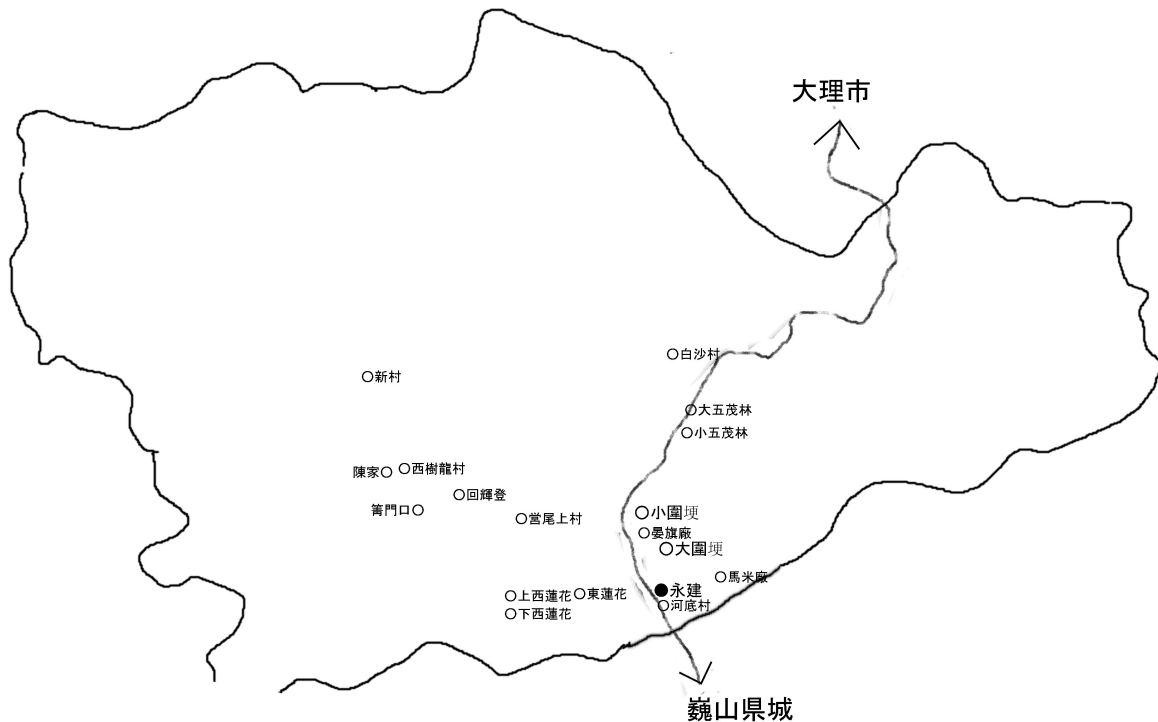 大理市
白沙村
新村
大五茂林
小五茂林
陳家
西樹龍村
回輝登
箐門口
営尾上村
小圍埂
晏旗廠
大圍埂
馬米廠
永建
河底村
上西蓮花
東蓮花
下西蓮花
巍山県城